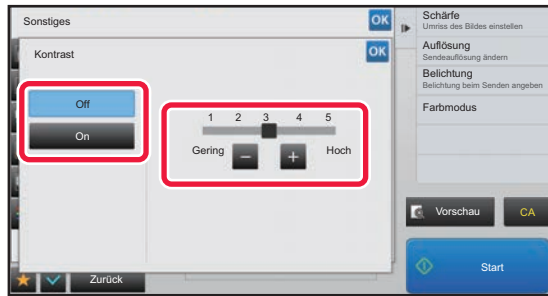 Sonstiges
OK
Kontrast
OK
Off
On
1 2 3 4 5
Gering
Hoch
Zurück
Schärfe
Umriss des Bildes einstellen
Auflösung
Sendeauflösung ändern
Belichtung
Belichtung beim Senden angeben
Farbmodus
Vorschau
CA
Start